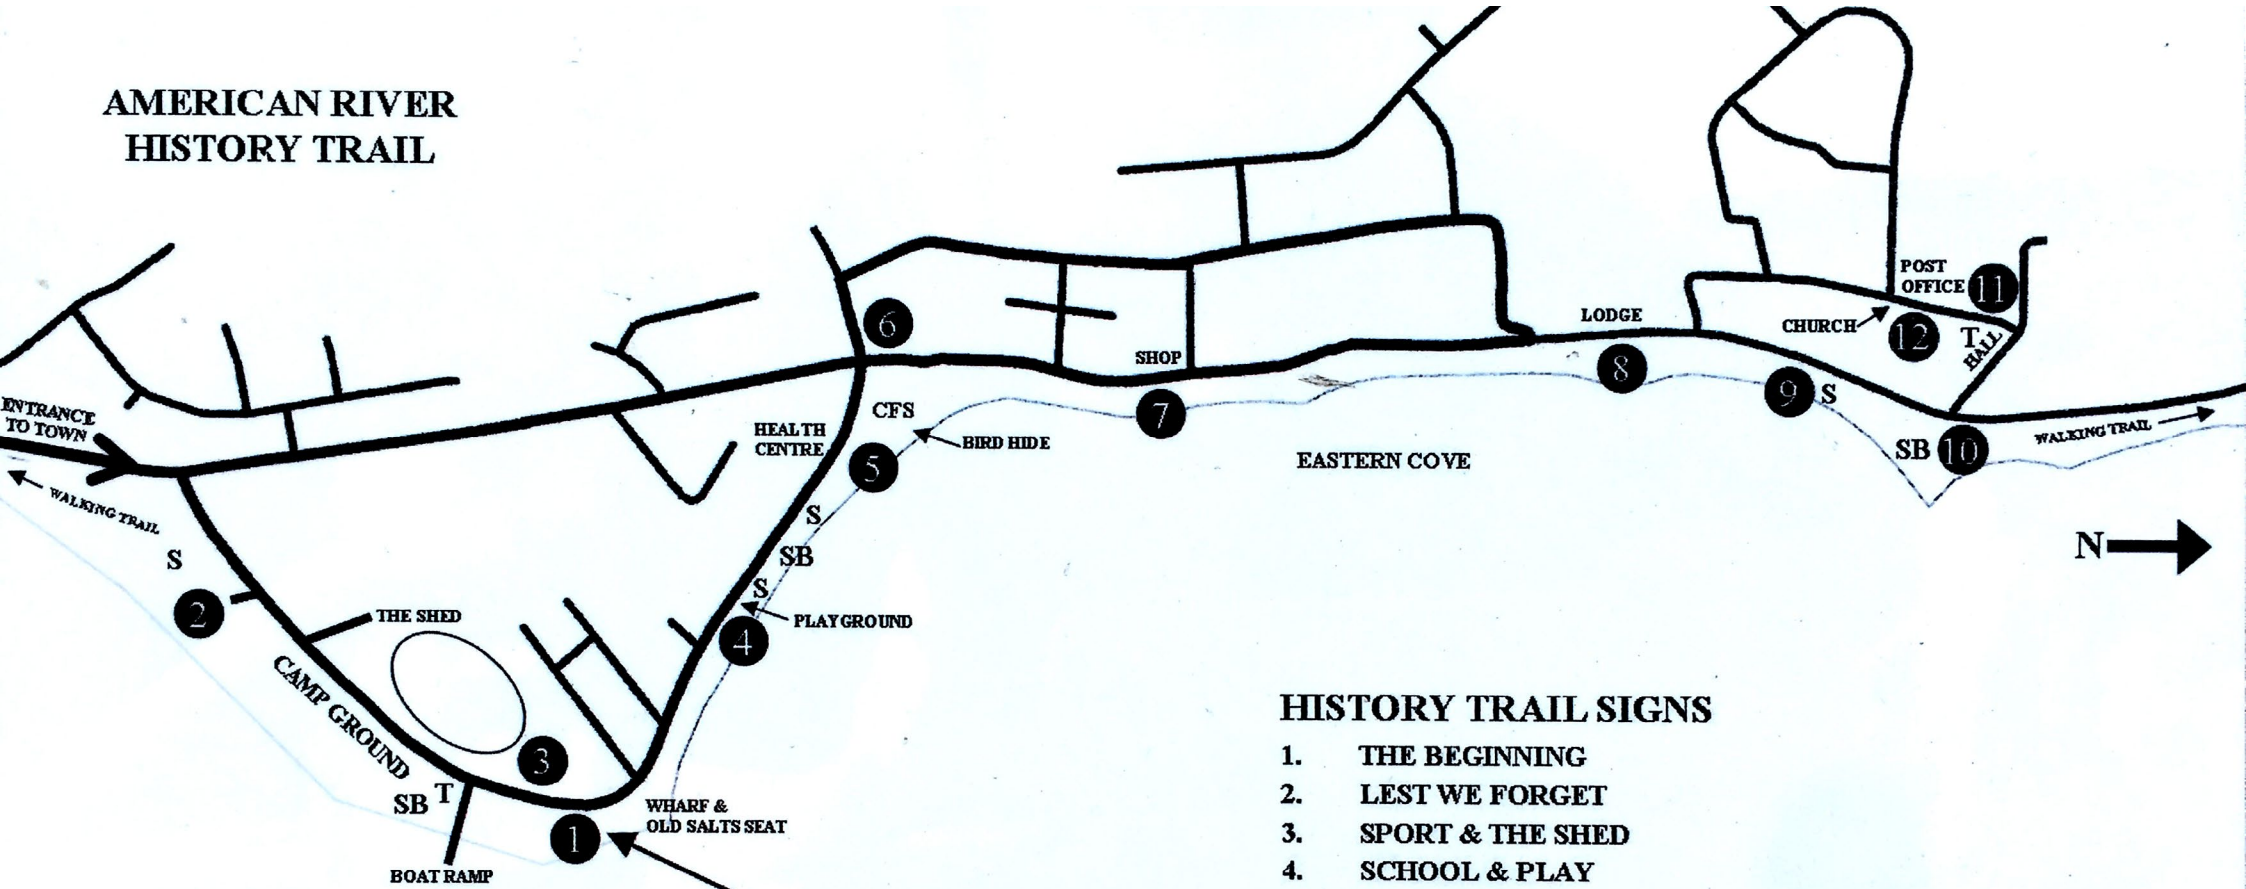 AMERICAN RIVER
HISTORY TRAIL
ENTRANCE
TO TOWN
WALKING TRAIL
S
2
THE SHED
CAMP GROUND
3
SB T
BOAT RAMP
1
WHARF &
OLD SALTS SEAT
4
PLAYGROUND
S
SB
S
5
HEALTH
CENTRE
CFS
BIRD HIDE
6
SHOP
7
EASTERN COVE
LODGE
8
9 S
CHURCH
12
POST
OFFICE
11
T
HALL
SB 10
WALKING TRAIL
N
HISTORY TRAIL SIGNS
1. THE BEGINNING
2. LEST WE FORGET
3. SPORT & THE SHED
4. SCHOOL & PLAY